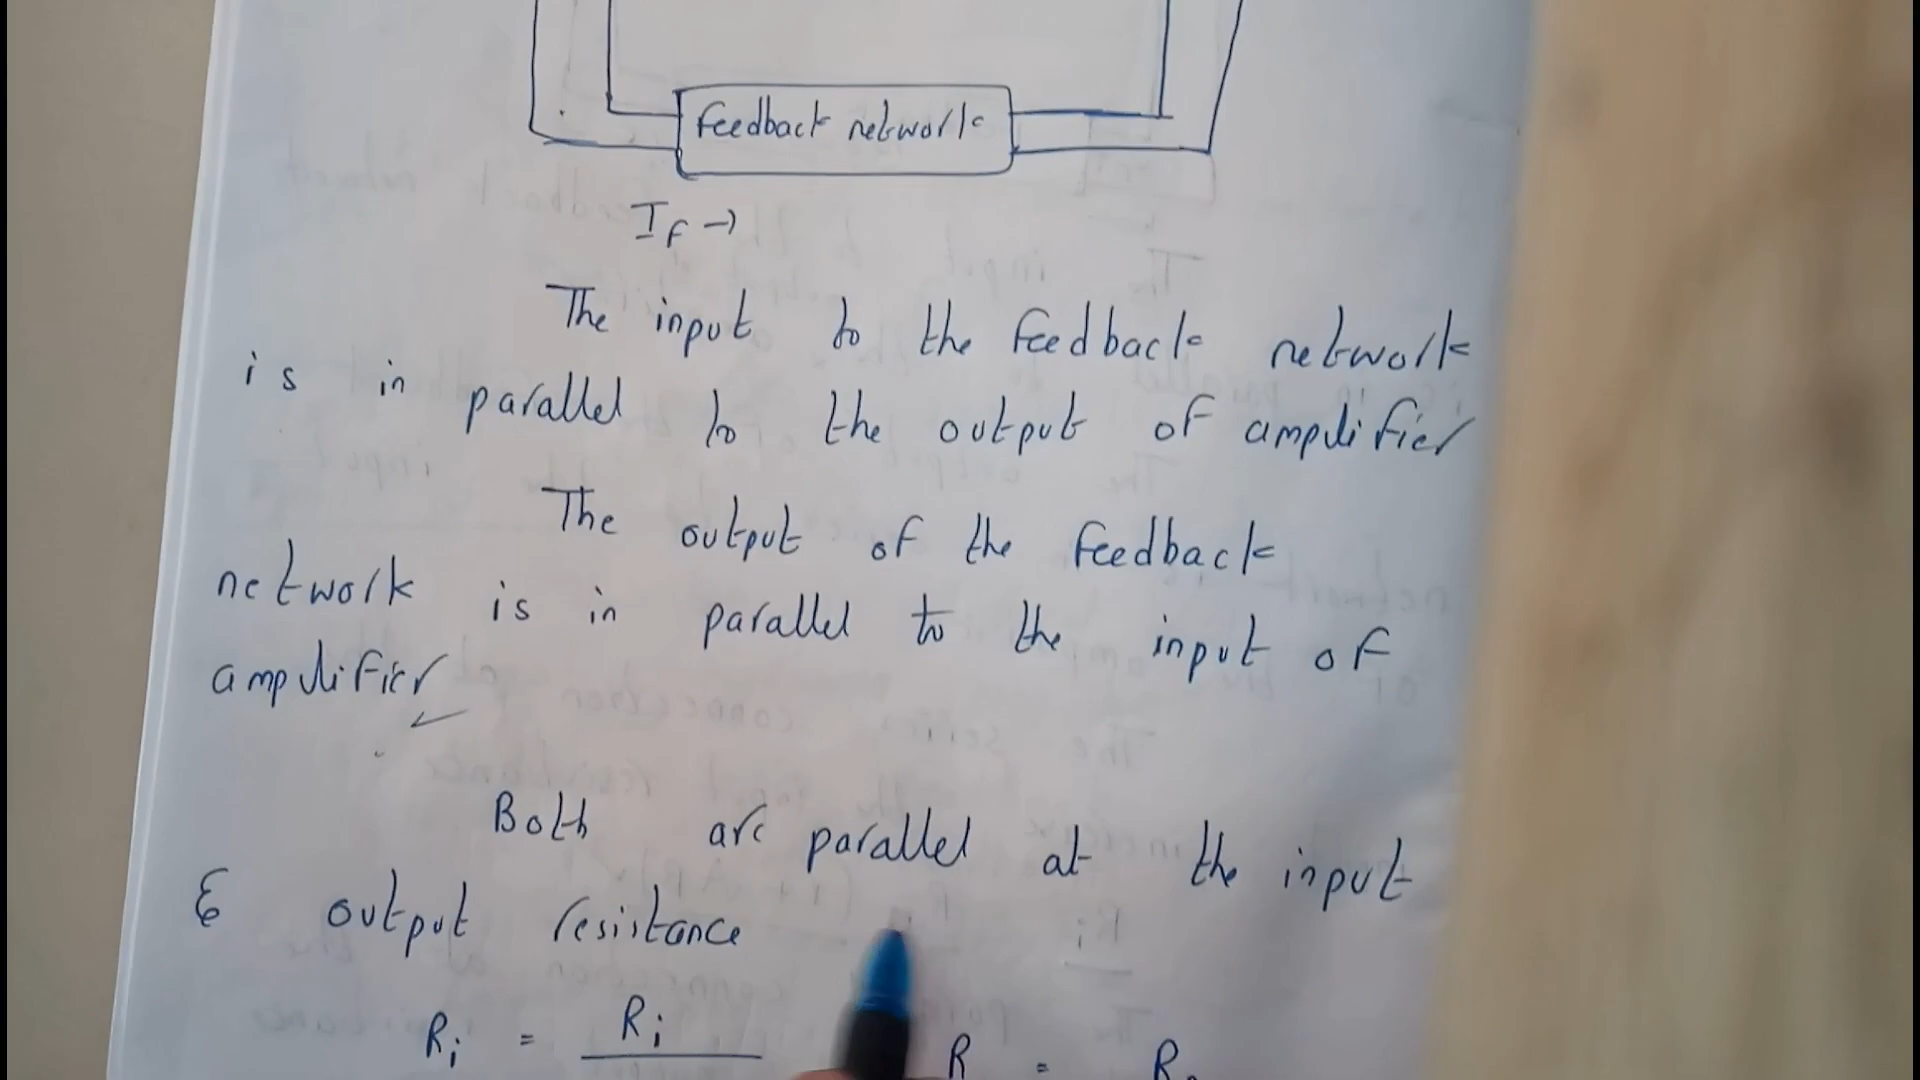 Feedback network
IF →
The input to the feedback network
is in parallel to the output of amplifier
The output of the feedback
network is in parallel to the input of
amplifier
Both are parallel at the input
& output resistance
Ri = Ri R = Ro